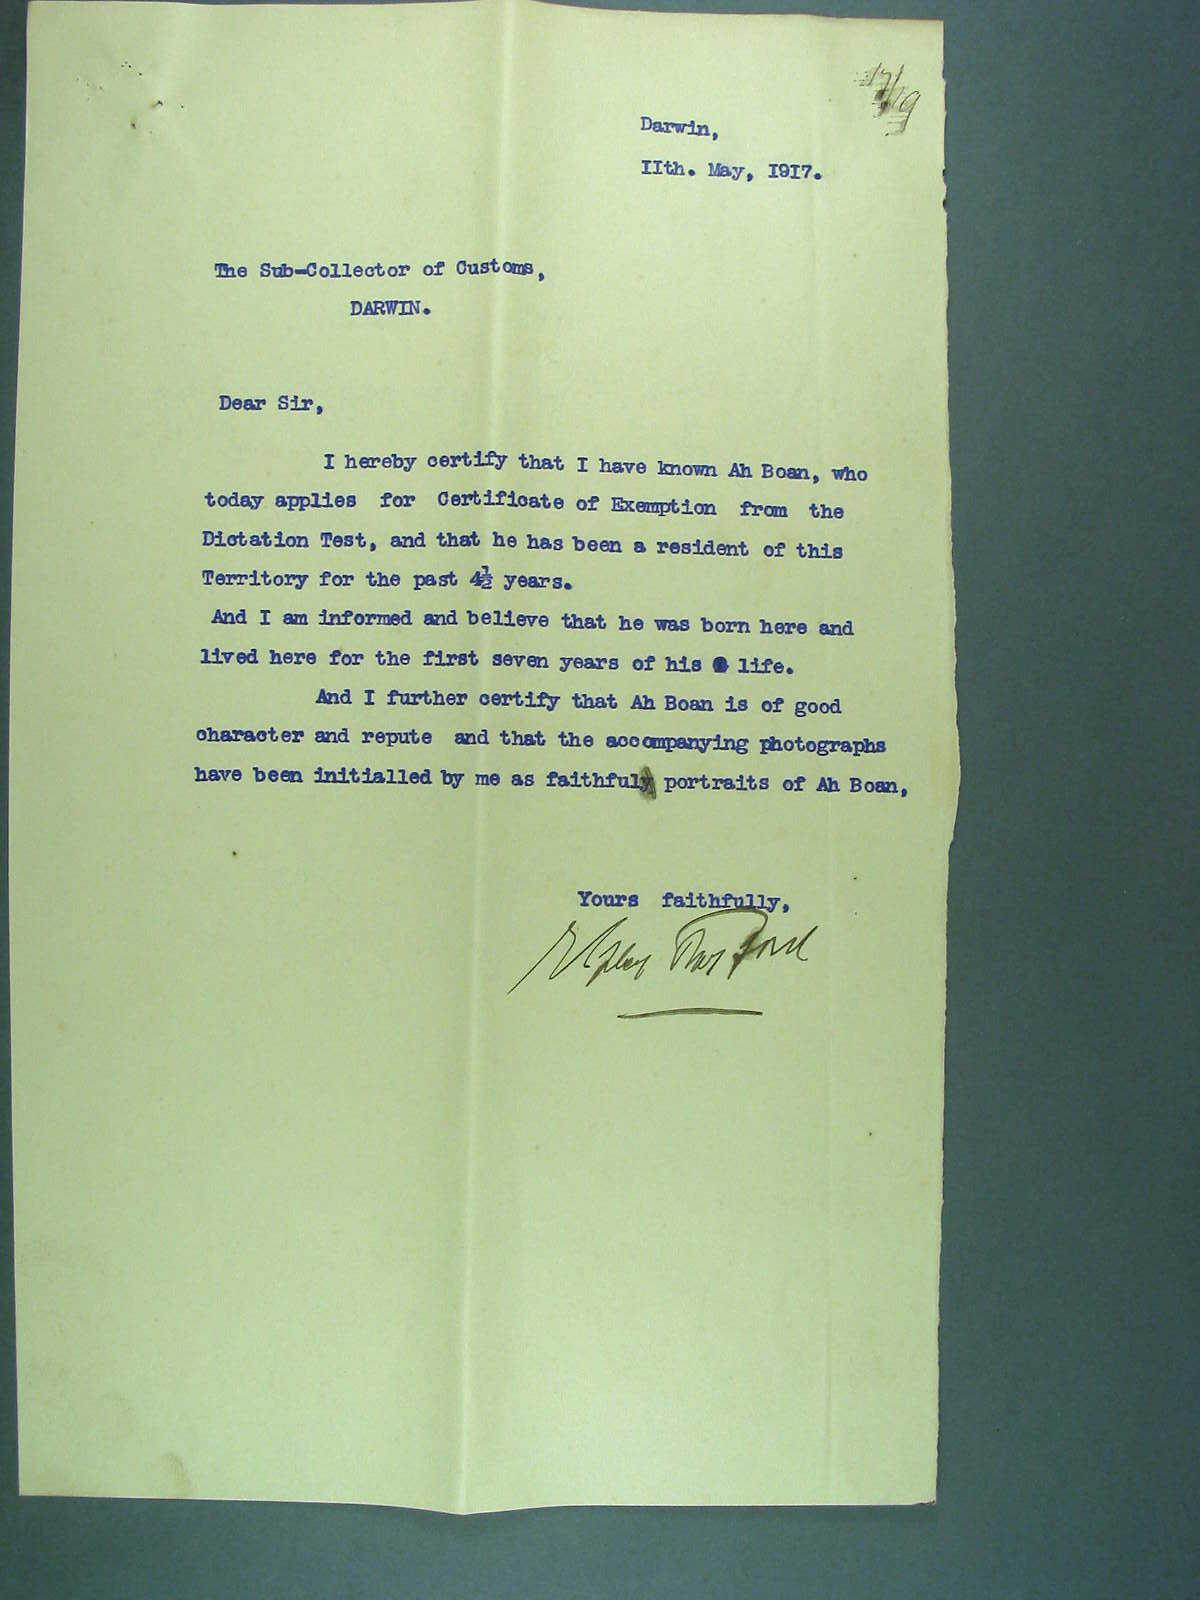 17/19
Darwin,
IIth. May, I9I7.
The Sub-Collector of Customs,
DARWIN.
Dear Sir,
I hereby certify that I have known Ah Boan, who
today applies for Certificate of Exemption from the
Dictation Test, and that he has been a resident of this
Territory for the past 4½ years.
And I am informed and believe that he was born here and
lived here for the first seven years of his life.
And I further certify that Ah Boan is of good
character and repute and that the accompanying photographs
have been initialled by me as faithful portraits of Ah Boan,
Yours faithfully,